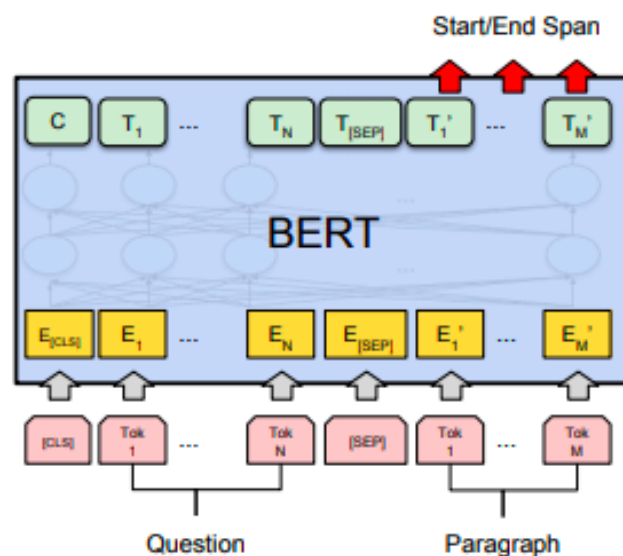 Start/End Span
C T1 ... TN T[SEP] T1' ... TM'
...
BERT
...
E[CLS] E1 ... EN E[SEP] E1' ... EM'
[CLS] Tok 1 ... Tok N [SEP] Tok 1 ... Tok M
Question Paragraph